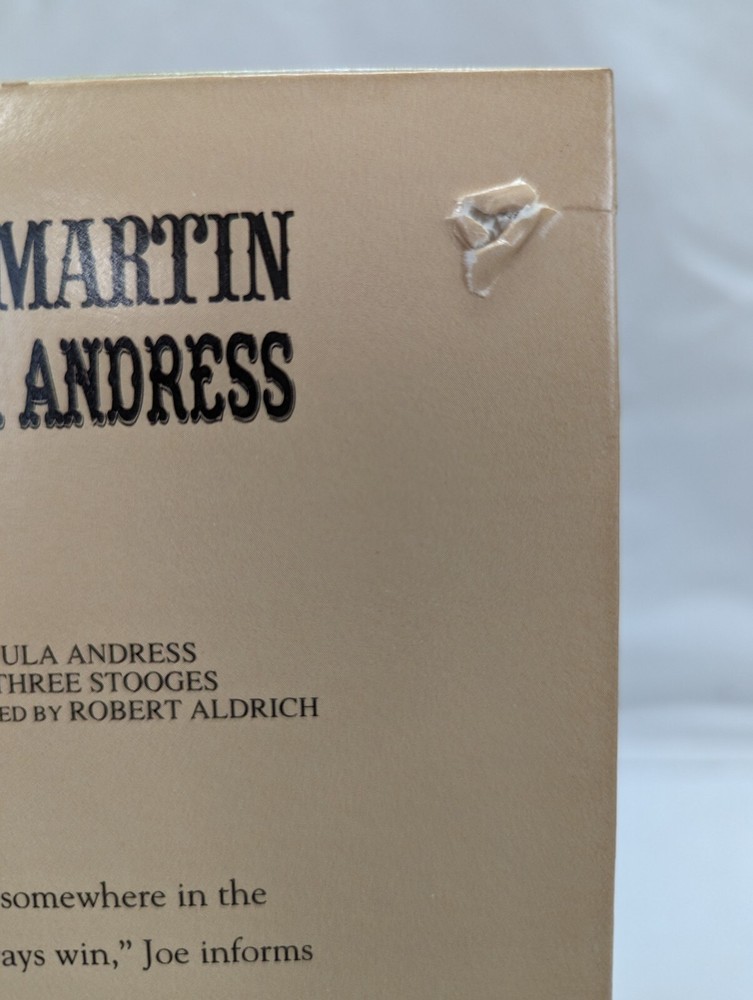 MARTIN
ANDRESS
ULA ANDRESS
THREE STOOGES
ED BY ROBERT ALDRICH
somewhere in the
ays win,” Joe informs